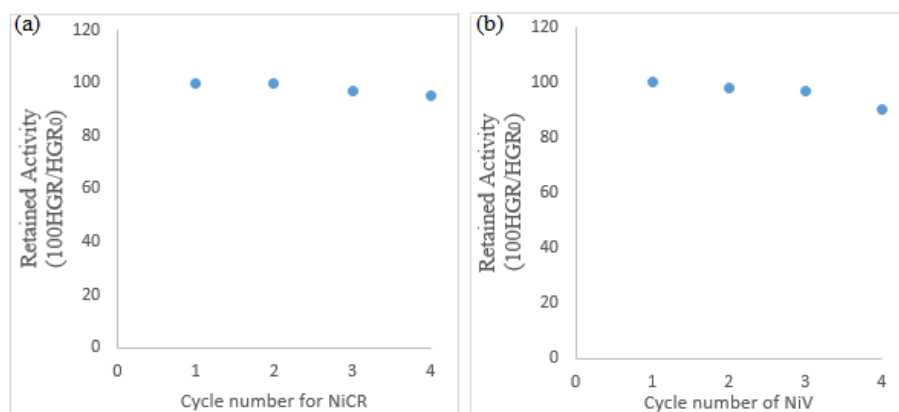 (a)
120
100
80
60
40
20
0
Retained Activity
(100HGR/HGR0)
0 1 2 3 4
Cycle number for NiCR
(b)
120
100
80
60
40
20
0
Retained Activity
(100HGR/HGR0)
0 1 2 3 4
Cycle number of NiV